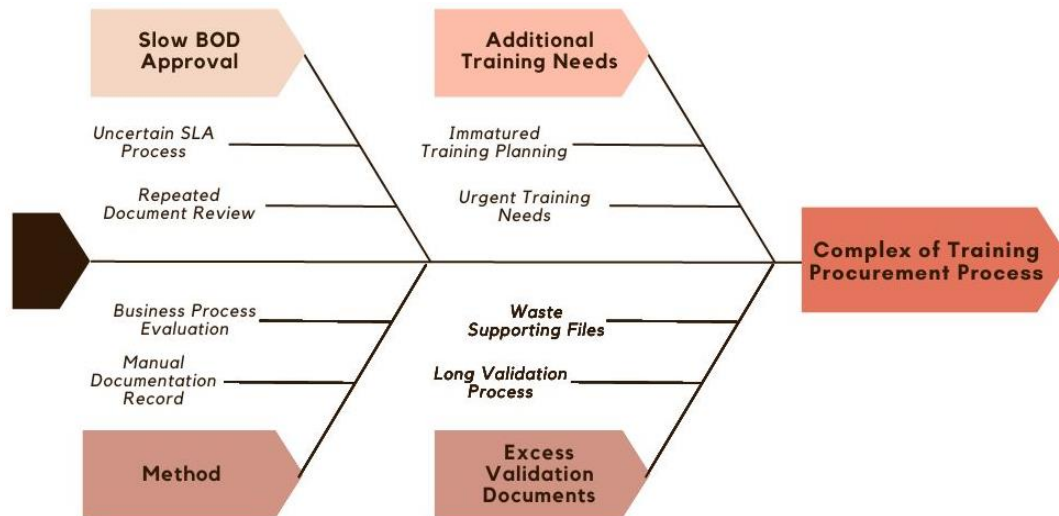 Slow BOD
Approval
Additional
Training Needs
Uncertain SLA
Process
Immatured
Training Planning
Repeated
Document Review
Urgent Training
Needs
Complex of Training
Procurement Process
Business Process
Evaluation
Waste
Supporting Files
Manual
Documentation
Record
Long Validation
Process
Method
Excess
Validation
Documents